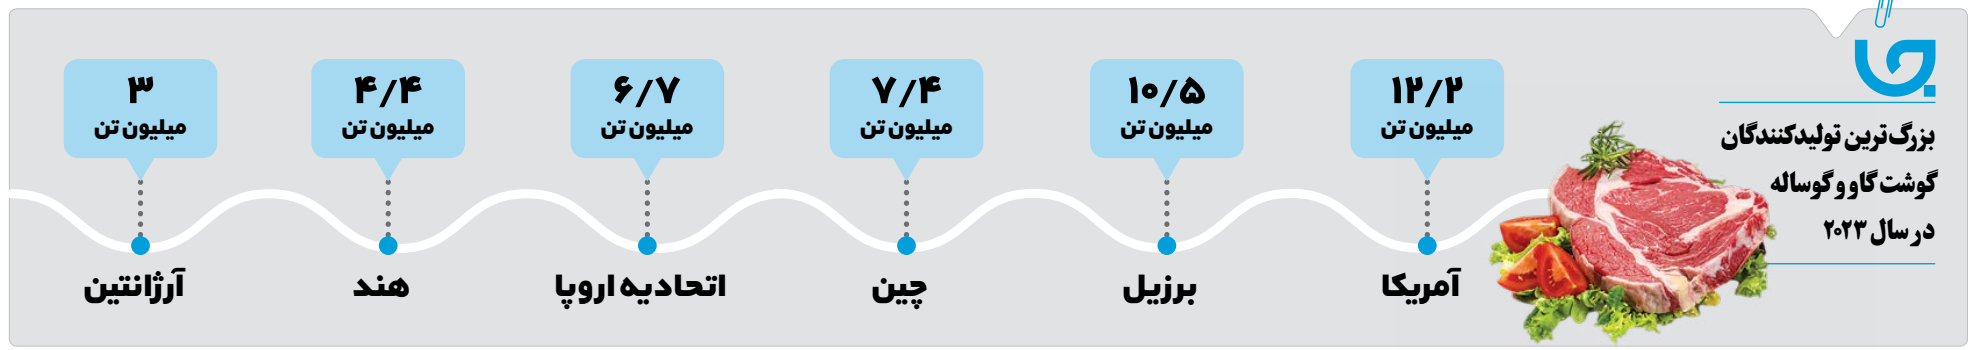 بزرگ‌ترین تولیدکنندگان
گوشت گاو و گوساله
در سال ۲۰۲۳
۱۲/۲
میلیون تن
آمریکا
۱۰/۵
میلیون تن
برزیل
۷/۴
میلیون تن
چین
۶/۷
میلیون تن
اتحادیه اروپا
۴/۴
میلیون تن
هند
۳
میلیون تن
آرژانتین